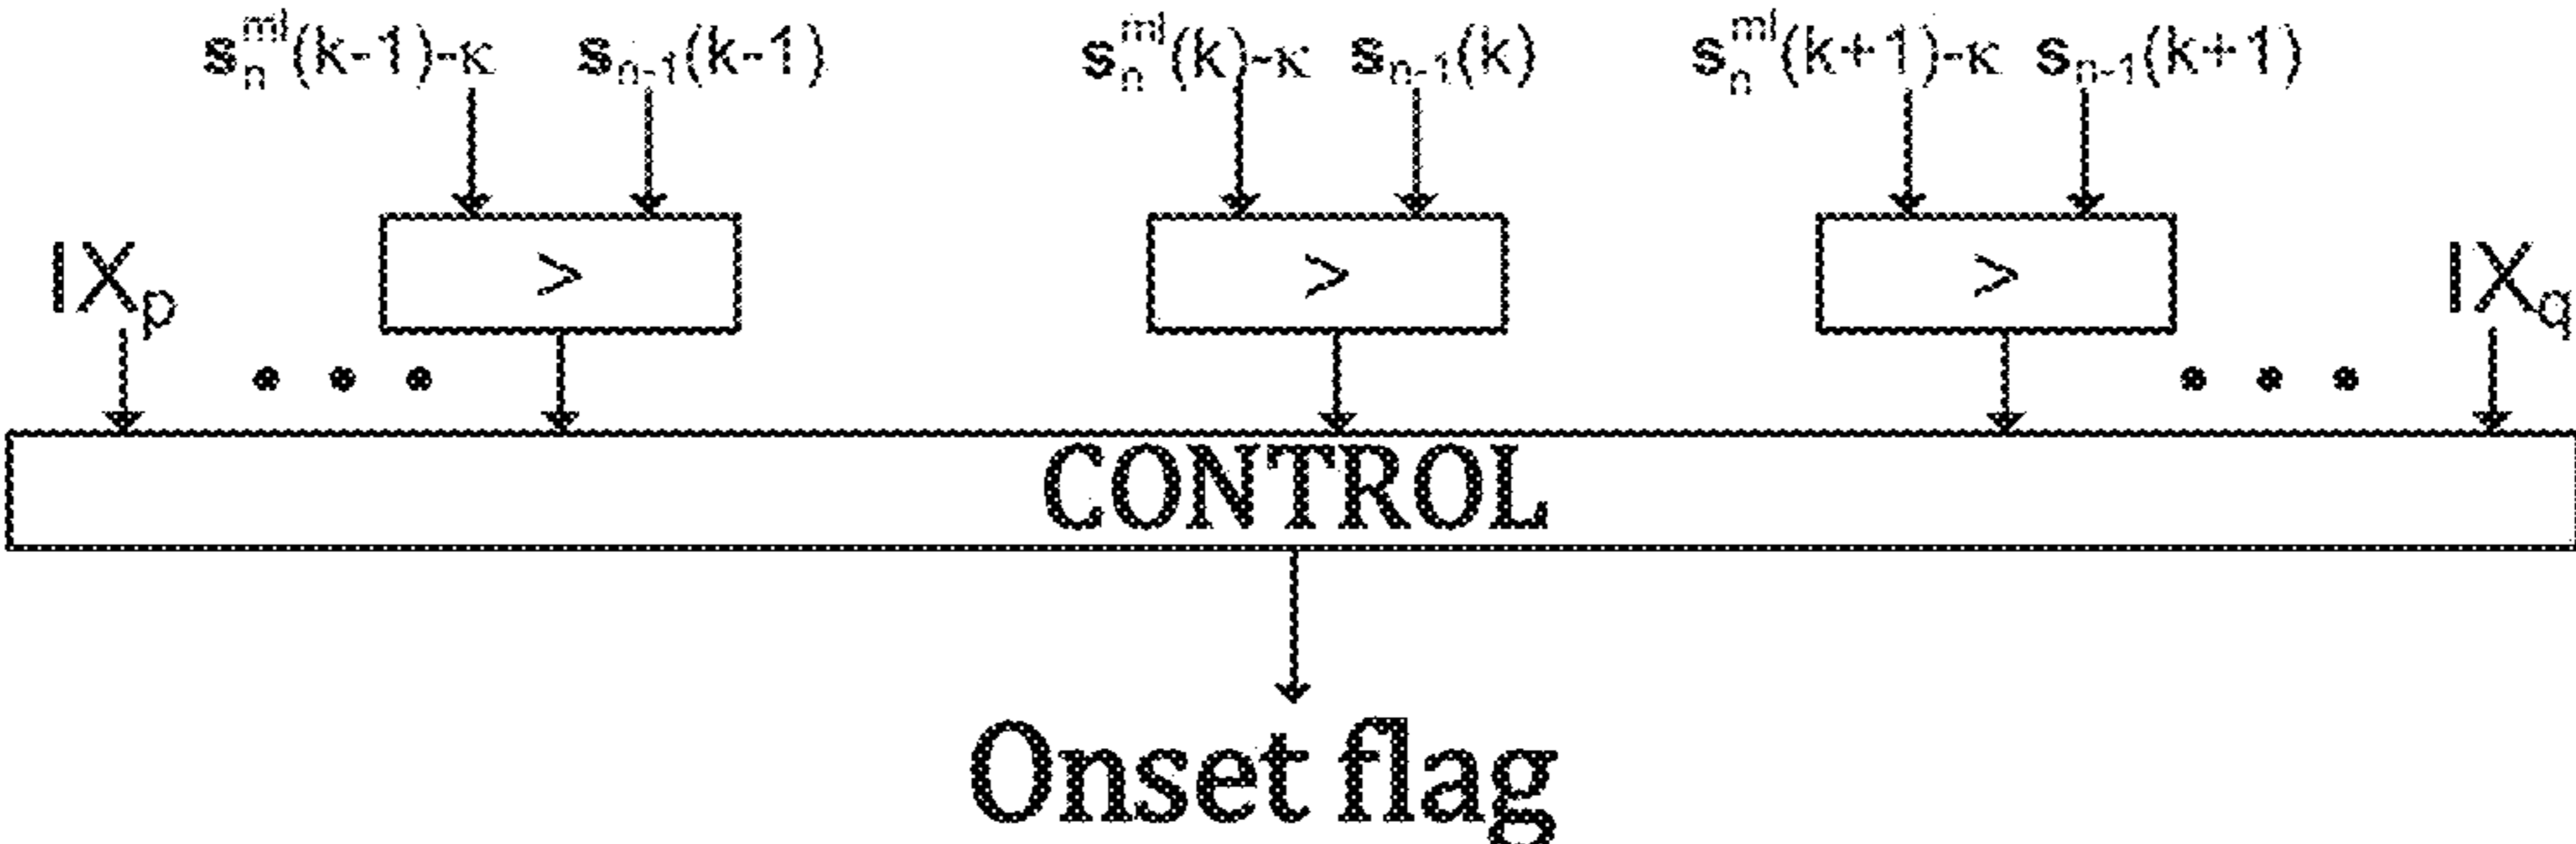 s_n^ml(k-1)-κ s_n-1(k-1) s_n^ml(k)-κ s_n-1(k) s_n^ml(k+1)-κ s_n-1(k+1)
IX_p > > > IX_q
CONTROL
Onset flag